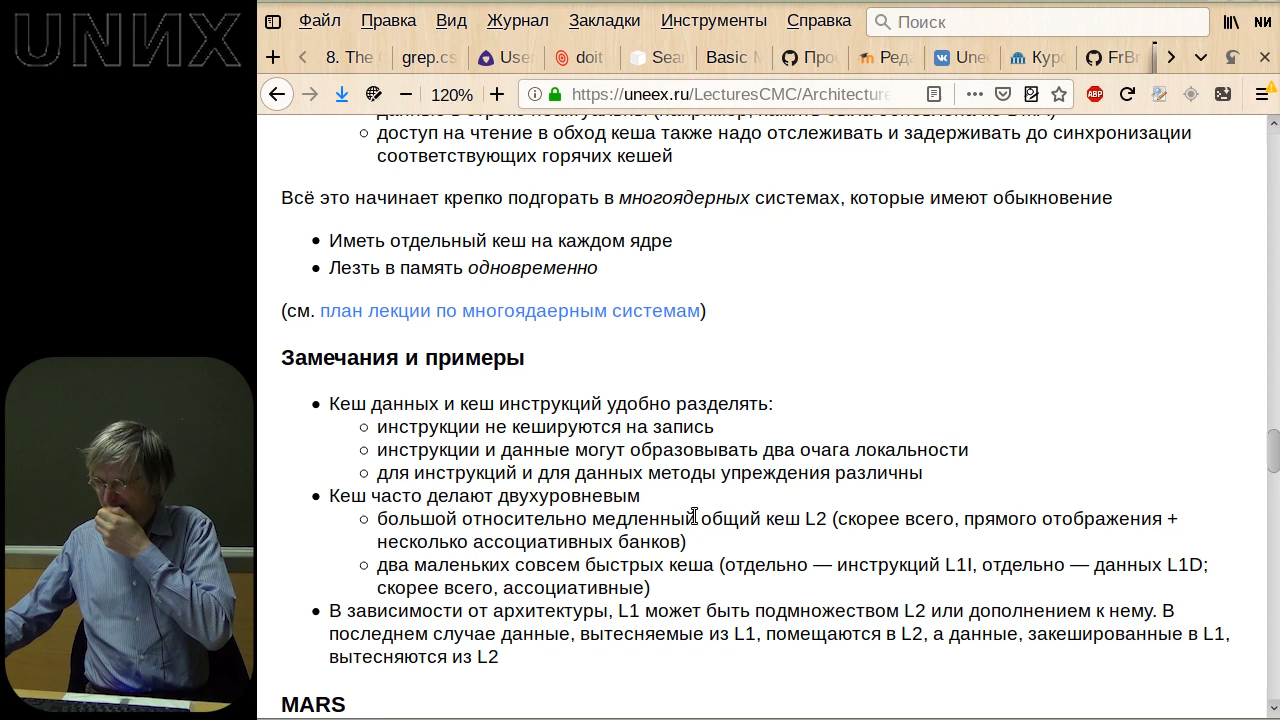 UNИX
Файл Правка Вид Журнал Закладки Инструменты Справка Поиск
8. The grep.cs User doit Sear Basic Про Реда Une Курс FrBr
120% https://uneex.ru/LecturesCMC/Architecture ABP
доступ на чтение в обход кеша также надо отслеживать и задерживать до синхронизации
соответствующих горячих кешей
Всё это начинает крепко подгорать в многоядерных системах, которые имеют обыкновение
Иметь отдельный кеш на каждом ядре
Лезть в память одновременно
(см. план лекции по многоядаерным системам)
Замечания и примеры
Кеш данных и кеш инструкций удобно разделять:
инструкции не кешируются на запись
инструкции и данные могут образовывать два очага локальности
для инструкций и для данных методы упреждения различны
Кеш часто делают двухуровневым
большой относительно медленный общий кеш L2 (скорее всего, прямого отображения +
несколько ассоциативных банков)
два маленьких совсем быстрых кеша (отдельно — инструкций L1I, отдельно — данных L1D;
скорее всего, ассоциативные)
В зависимости от архитектуры, L1 может быть подмножеством L2 или дополнением к нему. В
последнем случае данные, вытесняемые из L1, помещаются в L2, а данные, закешированные в L1,
вытесняются из L2
MARS